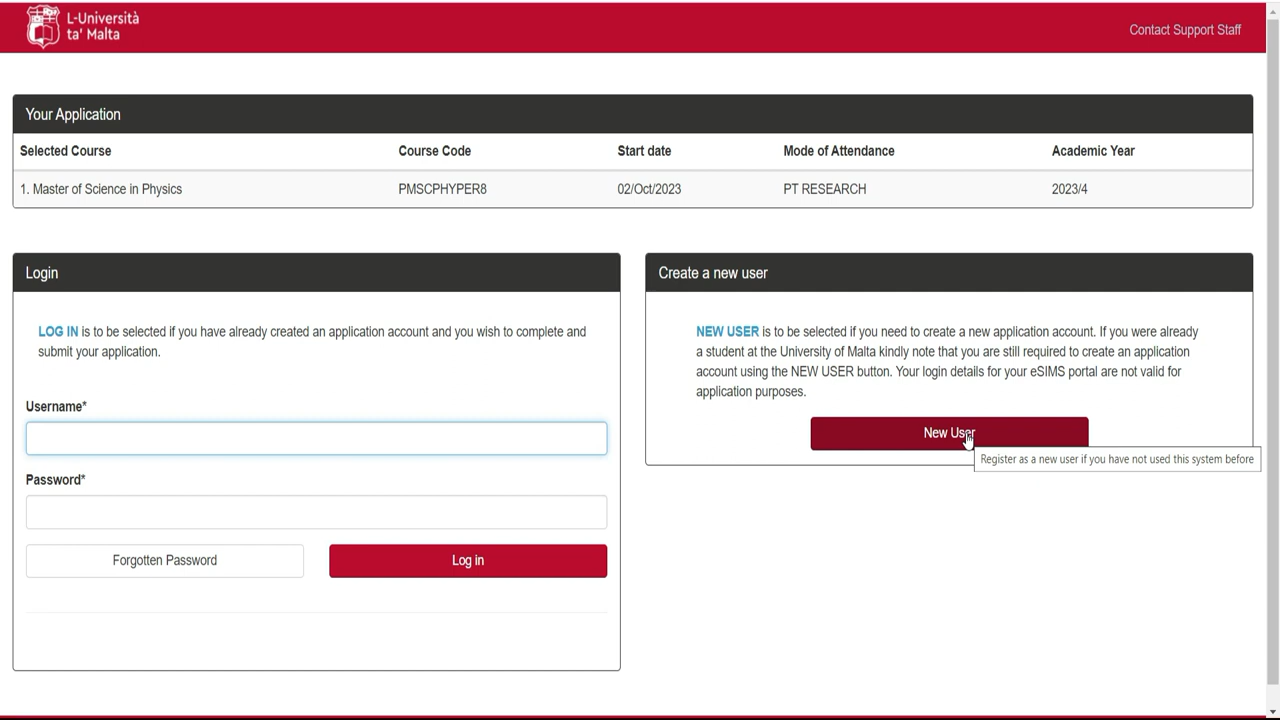 L-Università
ta' Malta
Contact Support Staff
Your Application
Selected Course Course Code Start date Mode of Attendance Academic Year
1. Master of Science in Physics PMSCPHYPER8 02/Oct/2023 PT RESEARCH 2023/4
Login
LOG IN is to be selected if you have already created an application account and you wish to complete and
submit your application.
Username*
Password*
Forgotten Password
Log in
Create a new user
NEW USER is to be selected if you need to create a new application account. If you were already
a student at the University of Malta kindly note that you are still required to create an application
account using the NEW USER button. Your login details for your eSIMS portal are not valid for
application purposes.
New User
Register as a new user if you have not used this system before